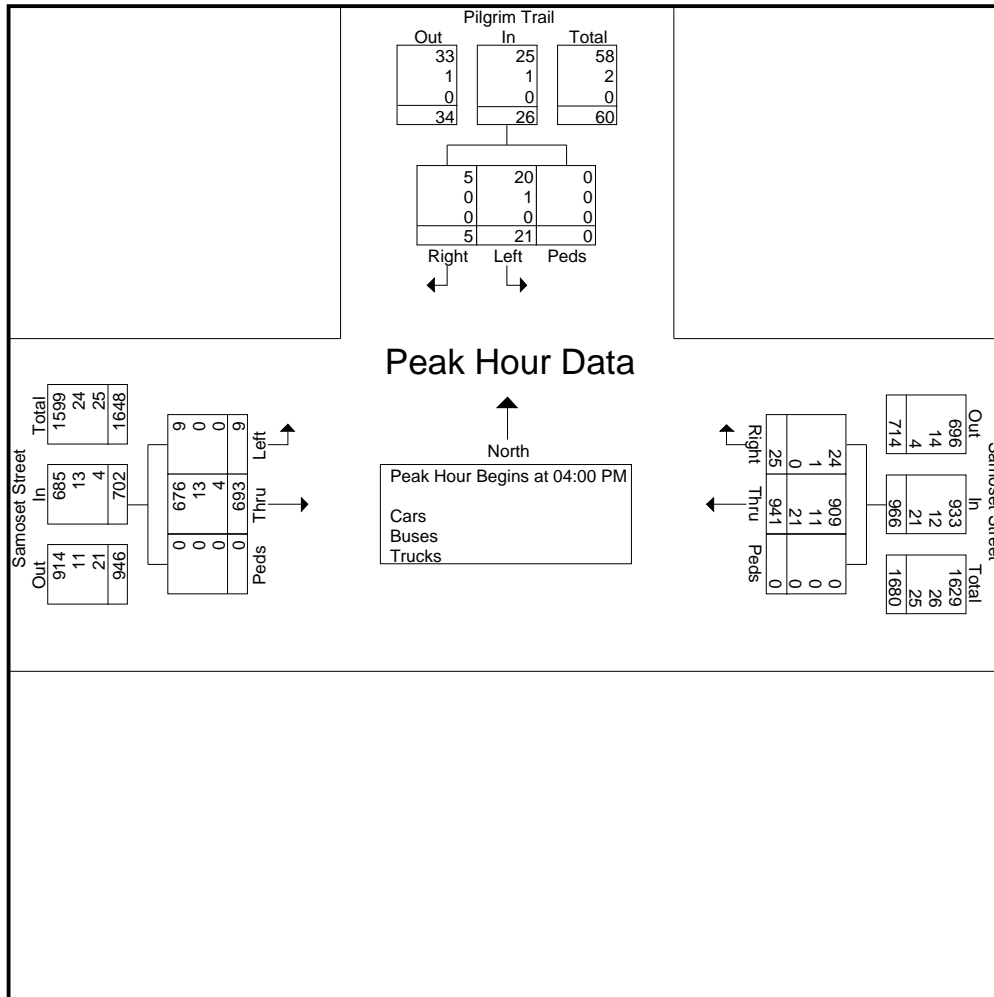 Pilgrim Trail
Out In Total
33 25 58
1 1 2
0 0 0
34 26 60
5 20 0
0 1 0
0 0 0
5 21 0
Right Left Peds
Peak Hour Data
North
Peak Hour Begins at 04:00 PM
Cars
Buses
Trucks
Samoset Street
Out In Total
914 685 1599
11 13 24
21 4 25
946 702 1648
Left Thru Peds
9 676 0
0 13 0
0 4 0
9 693 0
Samoset Street
Out In Total
696 933 1629
14 12 26
4 21 25
714 966 1680
Right Thru Peds
24 909 0
1 11 0
0 21 0
25 941 0